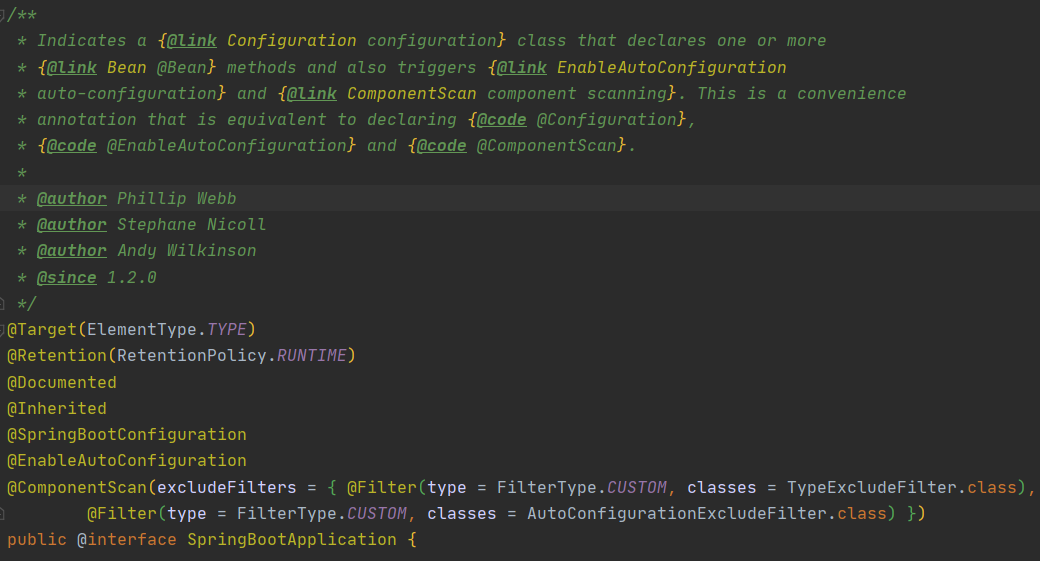 /**
 * Indicates a {@link Configuration configuration} class that declares one or more
 * {@link Bean @Bean} methods and also triggers {@link EnableAutoConfiguration
 * auto-configuration} and {@link ComponentScan component scanning}. This is a convenience
 * annotation that is equivalent to declaring {@code @Configuration},
 * {@code @EnableAutoConfiguration} and {@code @ComponentScan}.
 *
 * @author Phillip Webb
 * @author Stephane Nicoll
 * @author Andy Wilkinson
 * @since 1.2.0
 */
@Target(ElementType.TYPE)
@Retention(RetentionPolicy.RUNTIME)
@Documented
@Inherited
@SpringBootConfiguration
@EnableAutoConfiguration
@ComponentScan(excludeFilters = { @Filter(type = FilterType.CUSTOM, classes = TypeExcludeFilter.class),
        @Filter(type = FilterType.CUSTOM, classes = AutoConfigurationExcludeFilter.class) })
public @interface SpringBootApplication {